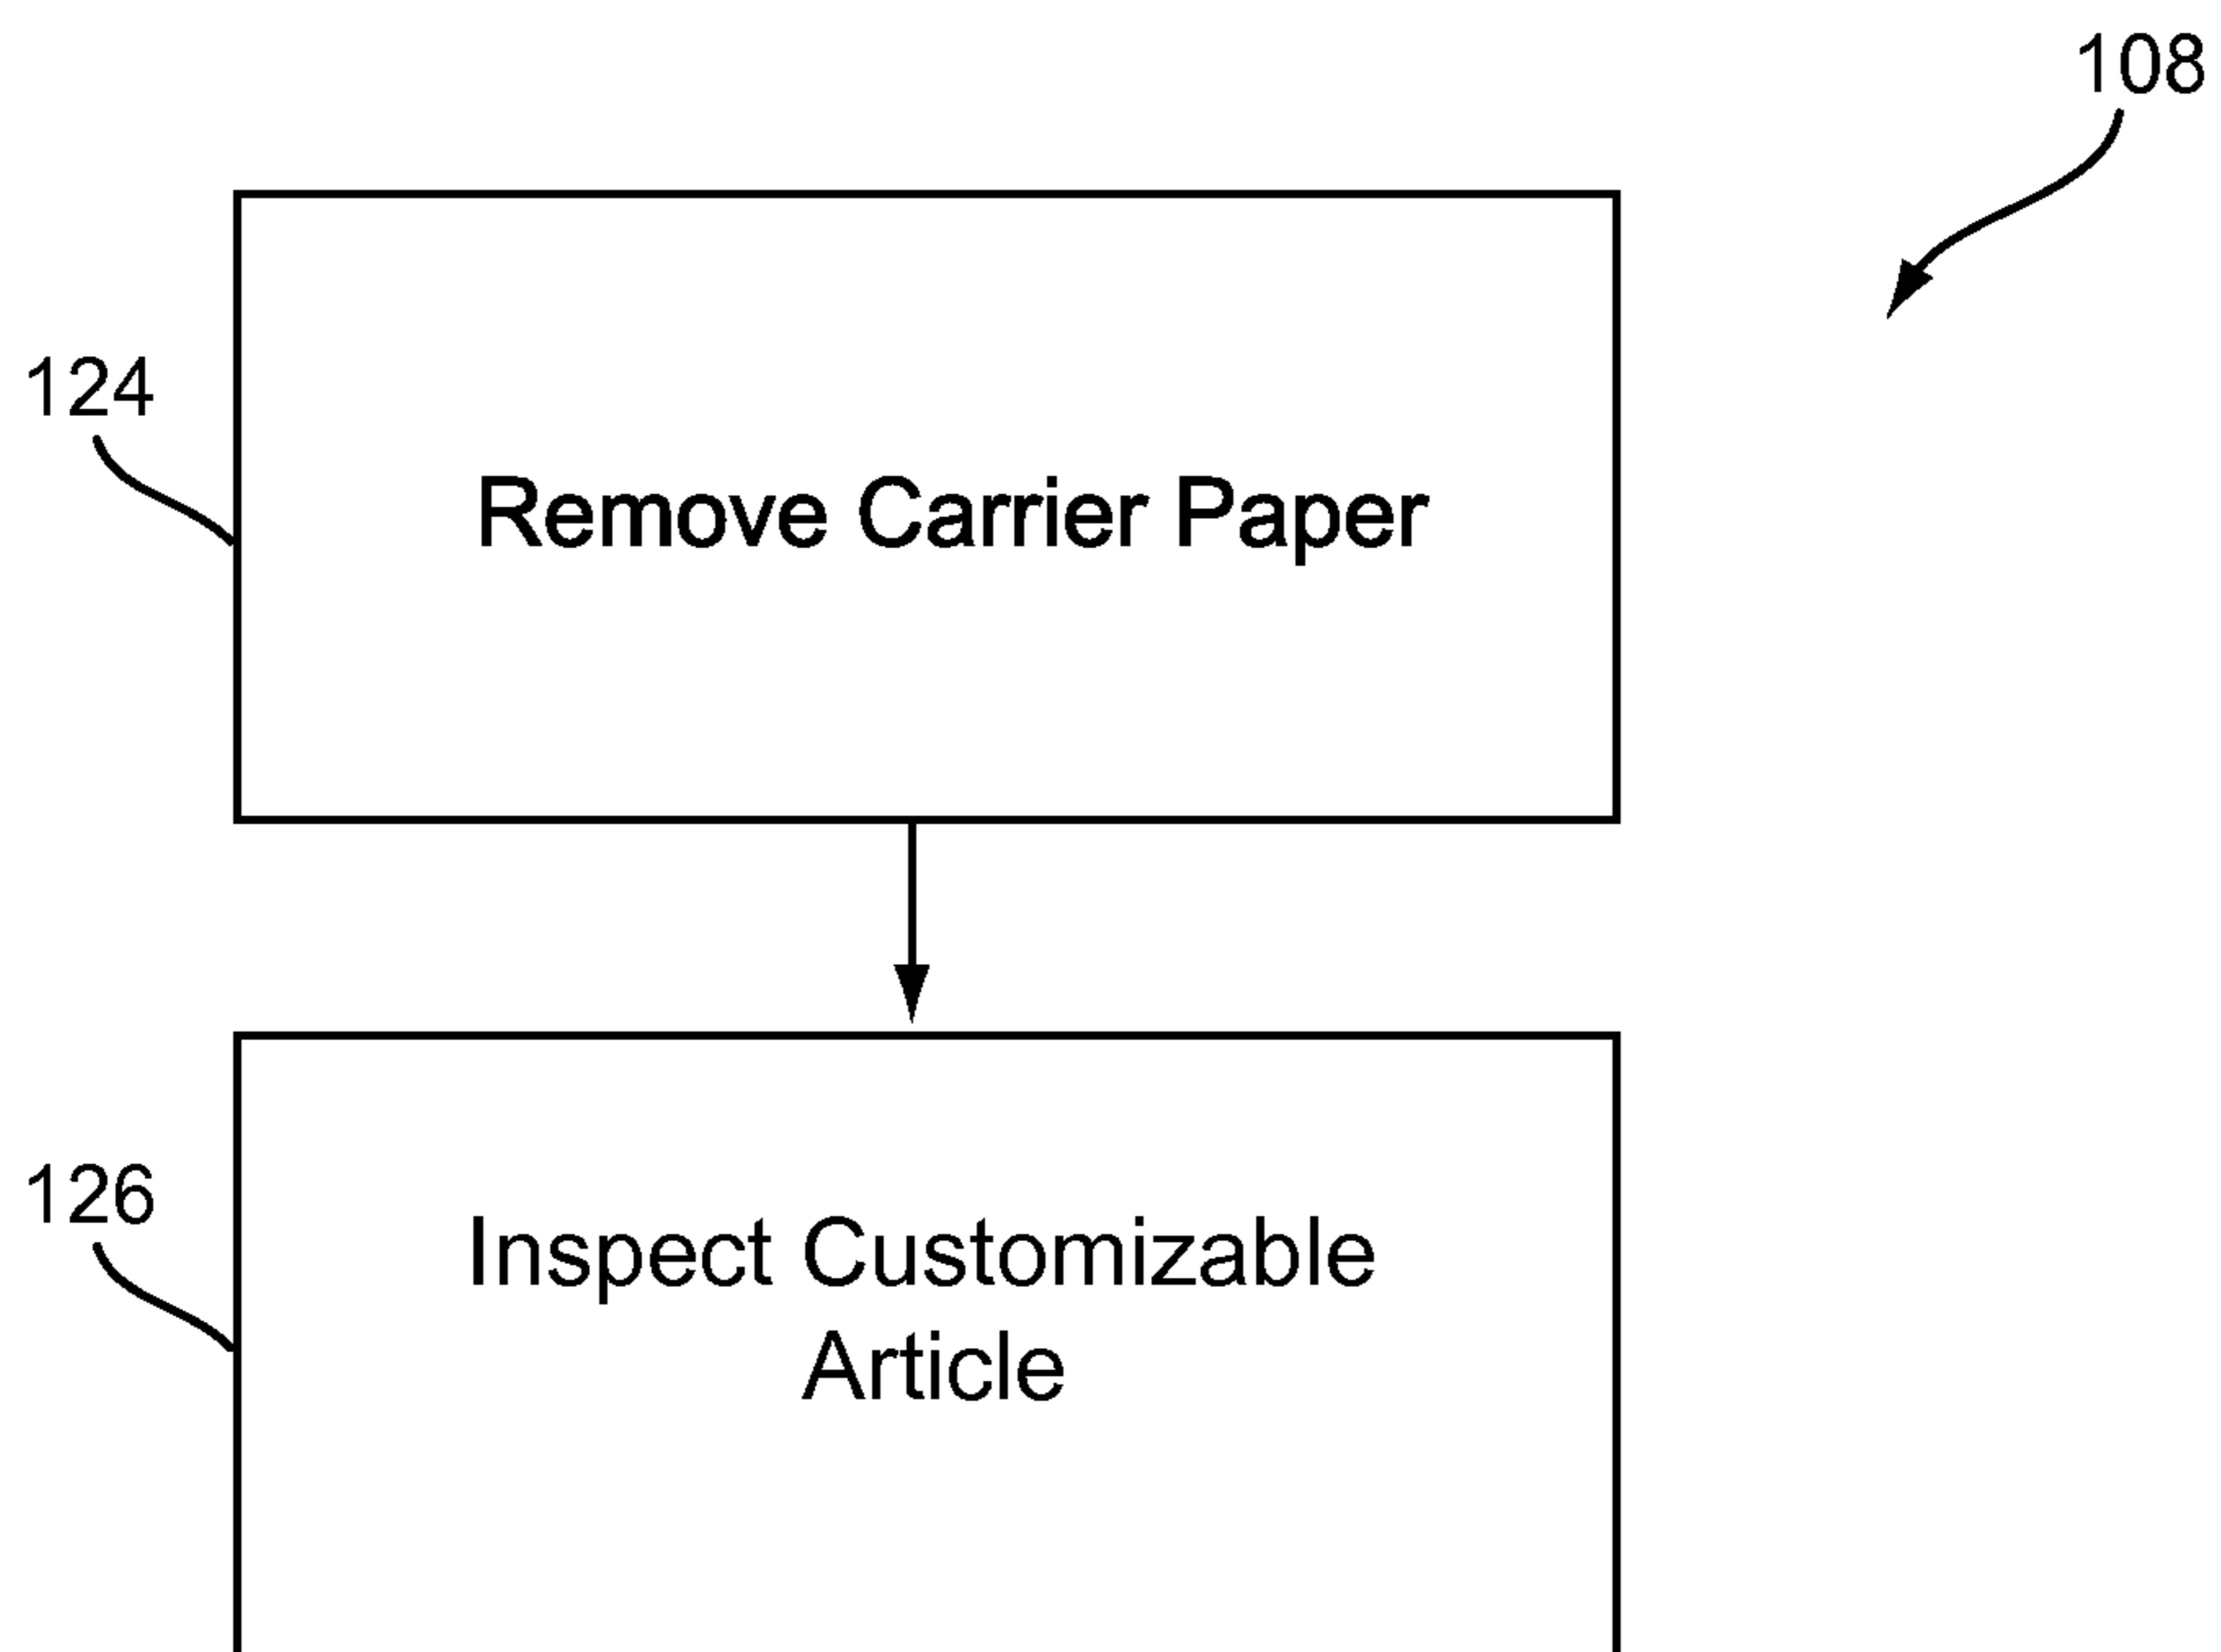 108
124
Remove Carrier Paper
126
Inspect Customizable
Article